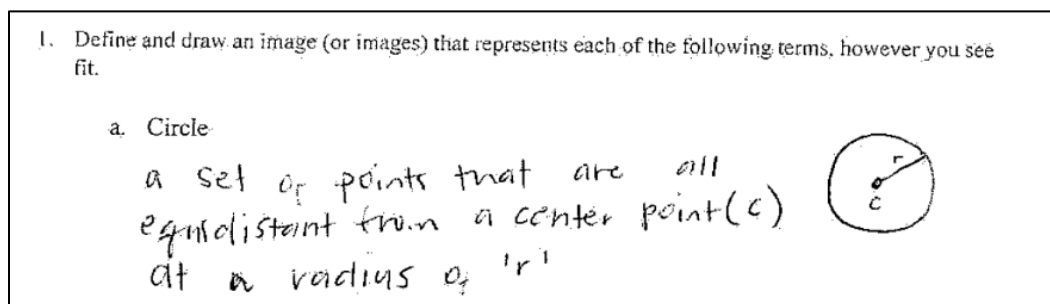 1. Define and draw an image (or images) that represents each of the following terms, however you see
fit.
a. Circle
a set of points that are all
equidistant from a center point (c)
at a radius of 'r'
r
c